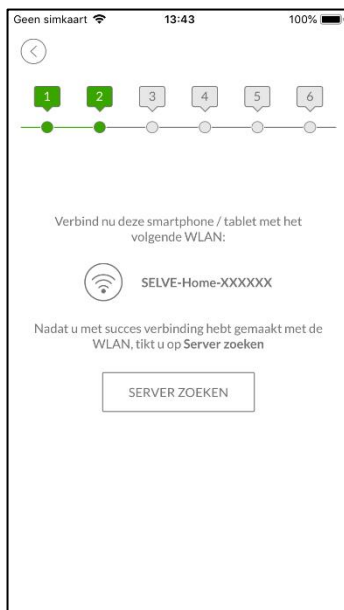 Geen simkaart 13:43 100%
1 2 3 4 5 6
Verbind nu deze smartphone / tablet met het
volgende WLAN:
SELVE-Home-XXXXXX
Nadat u met succes verbinding hebt gemaakt met de
WLAN, tikt u op Server zoeken
SERVER ZOEKEN